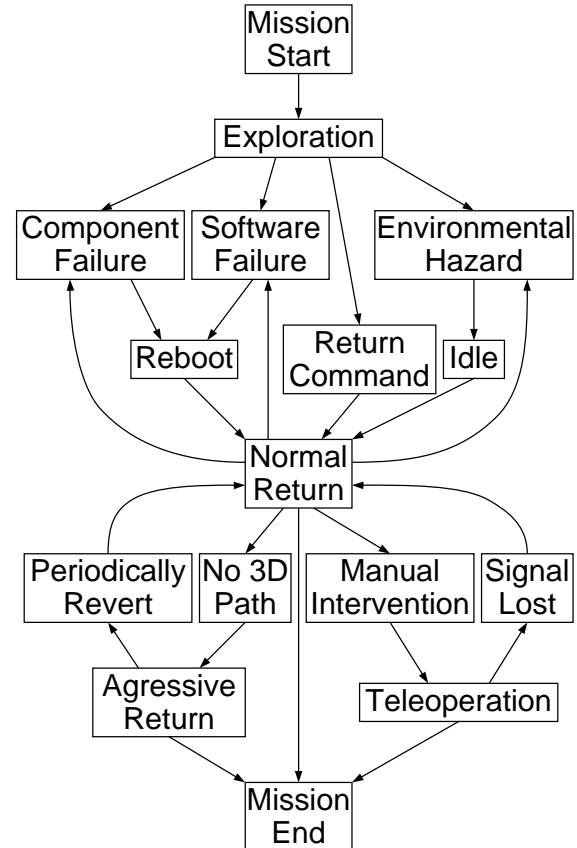 Mission
Start
Exploration
Component
Failure
Software
Failure
Environmental
Hazard
Reboot
Return
Command
Idle
Normal
Return
Periodically
Revert
No 3D
Path
Manual
Intervention
Signal
Lost
Agressive
Return
Teleoperation
Mission
End